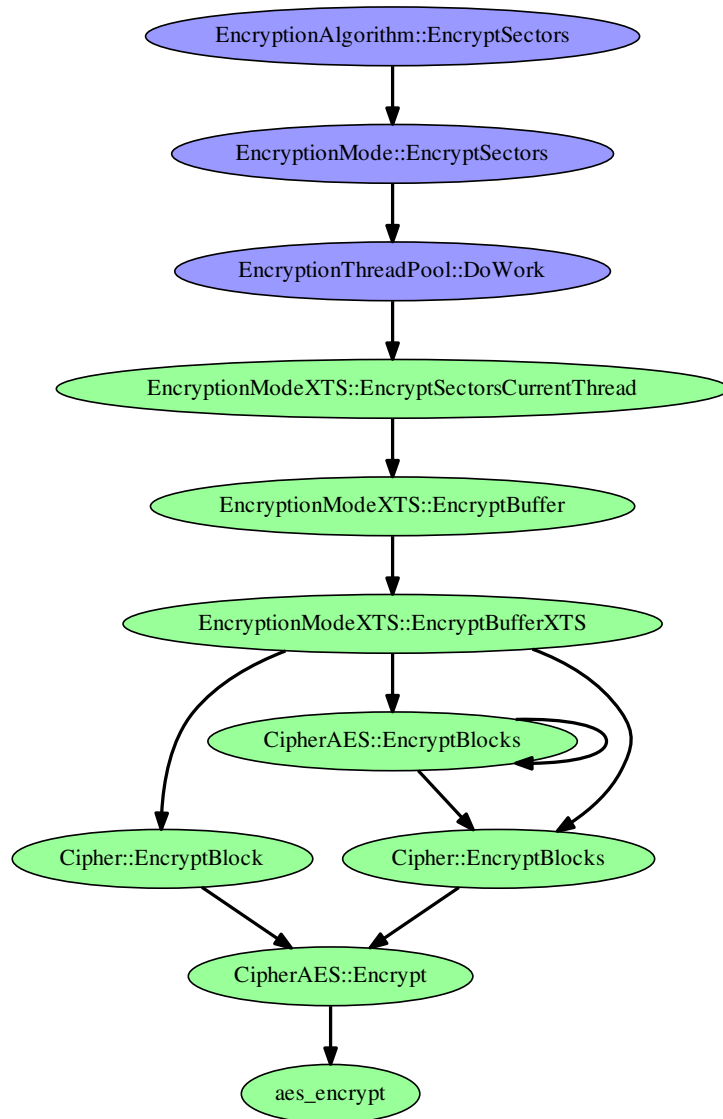 EncryptionAlgorithm::EncryptSectors
EncryptionMode::EncryptSectors
EncryptionThreadPool::DoWork
EncryptionModeXTS::EncryptSectorsCurrentThread
EncryptionModeXTS::EncryptBuffer
EncryptionModeXTS::EncryptBufferXTS
CipherAES::EncryptBlocks
Cipher::EncryptBlock
Cipher::EncryptBlocks
CipherAES::Encrypt
aes_encrypt